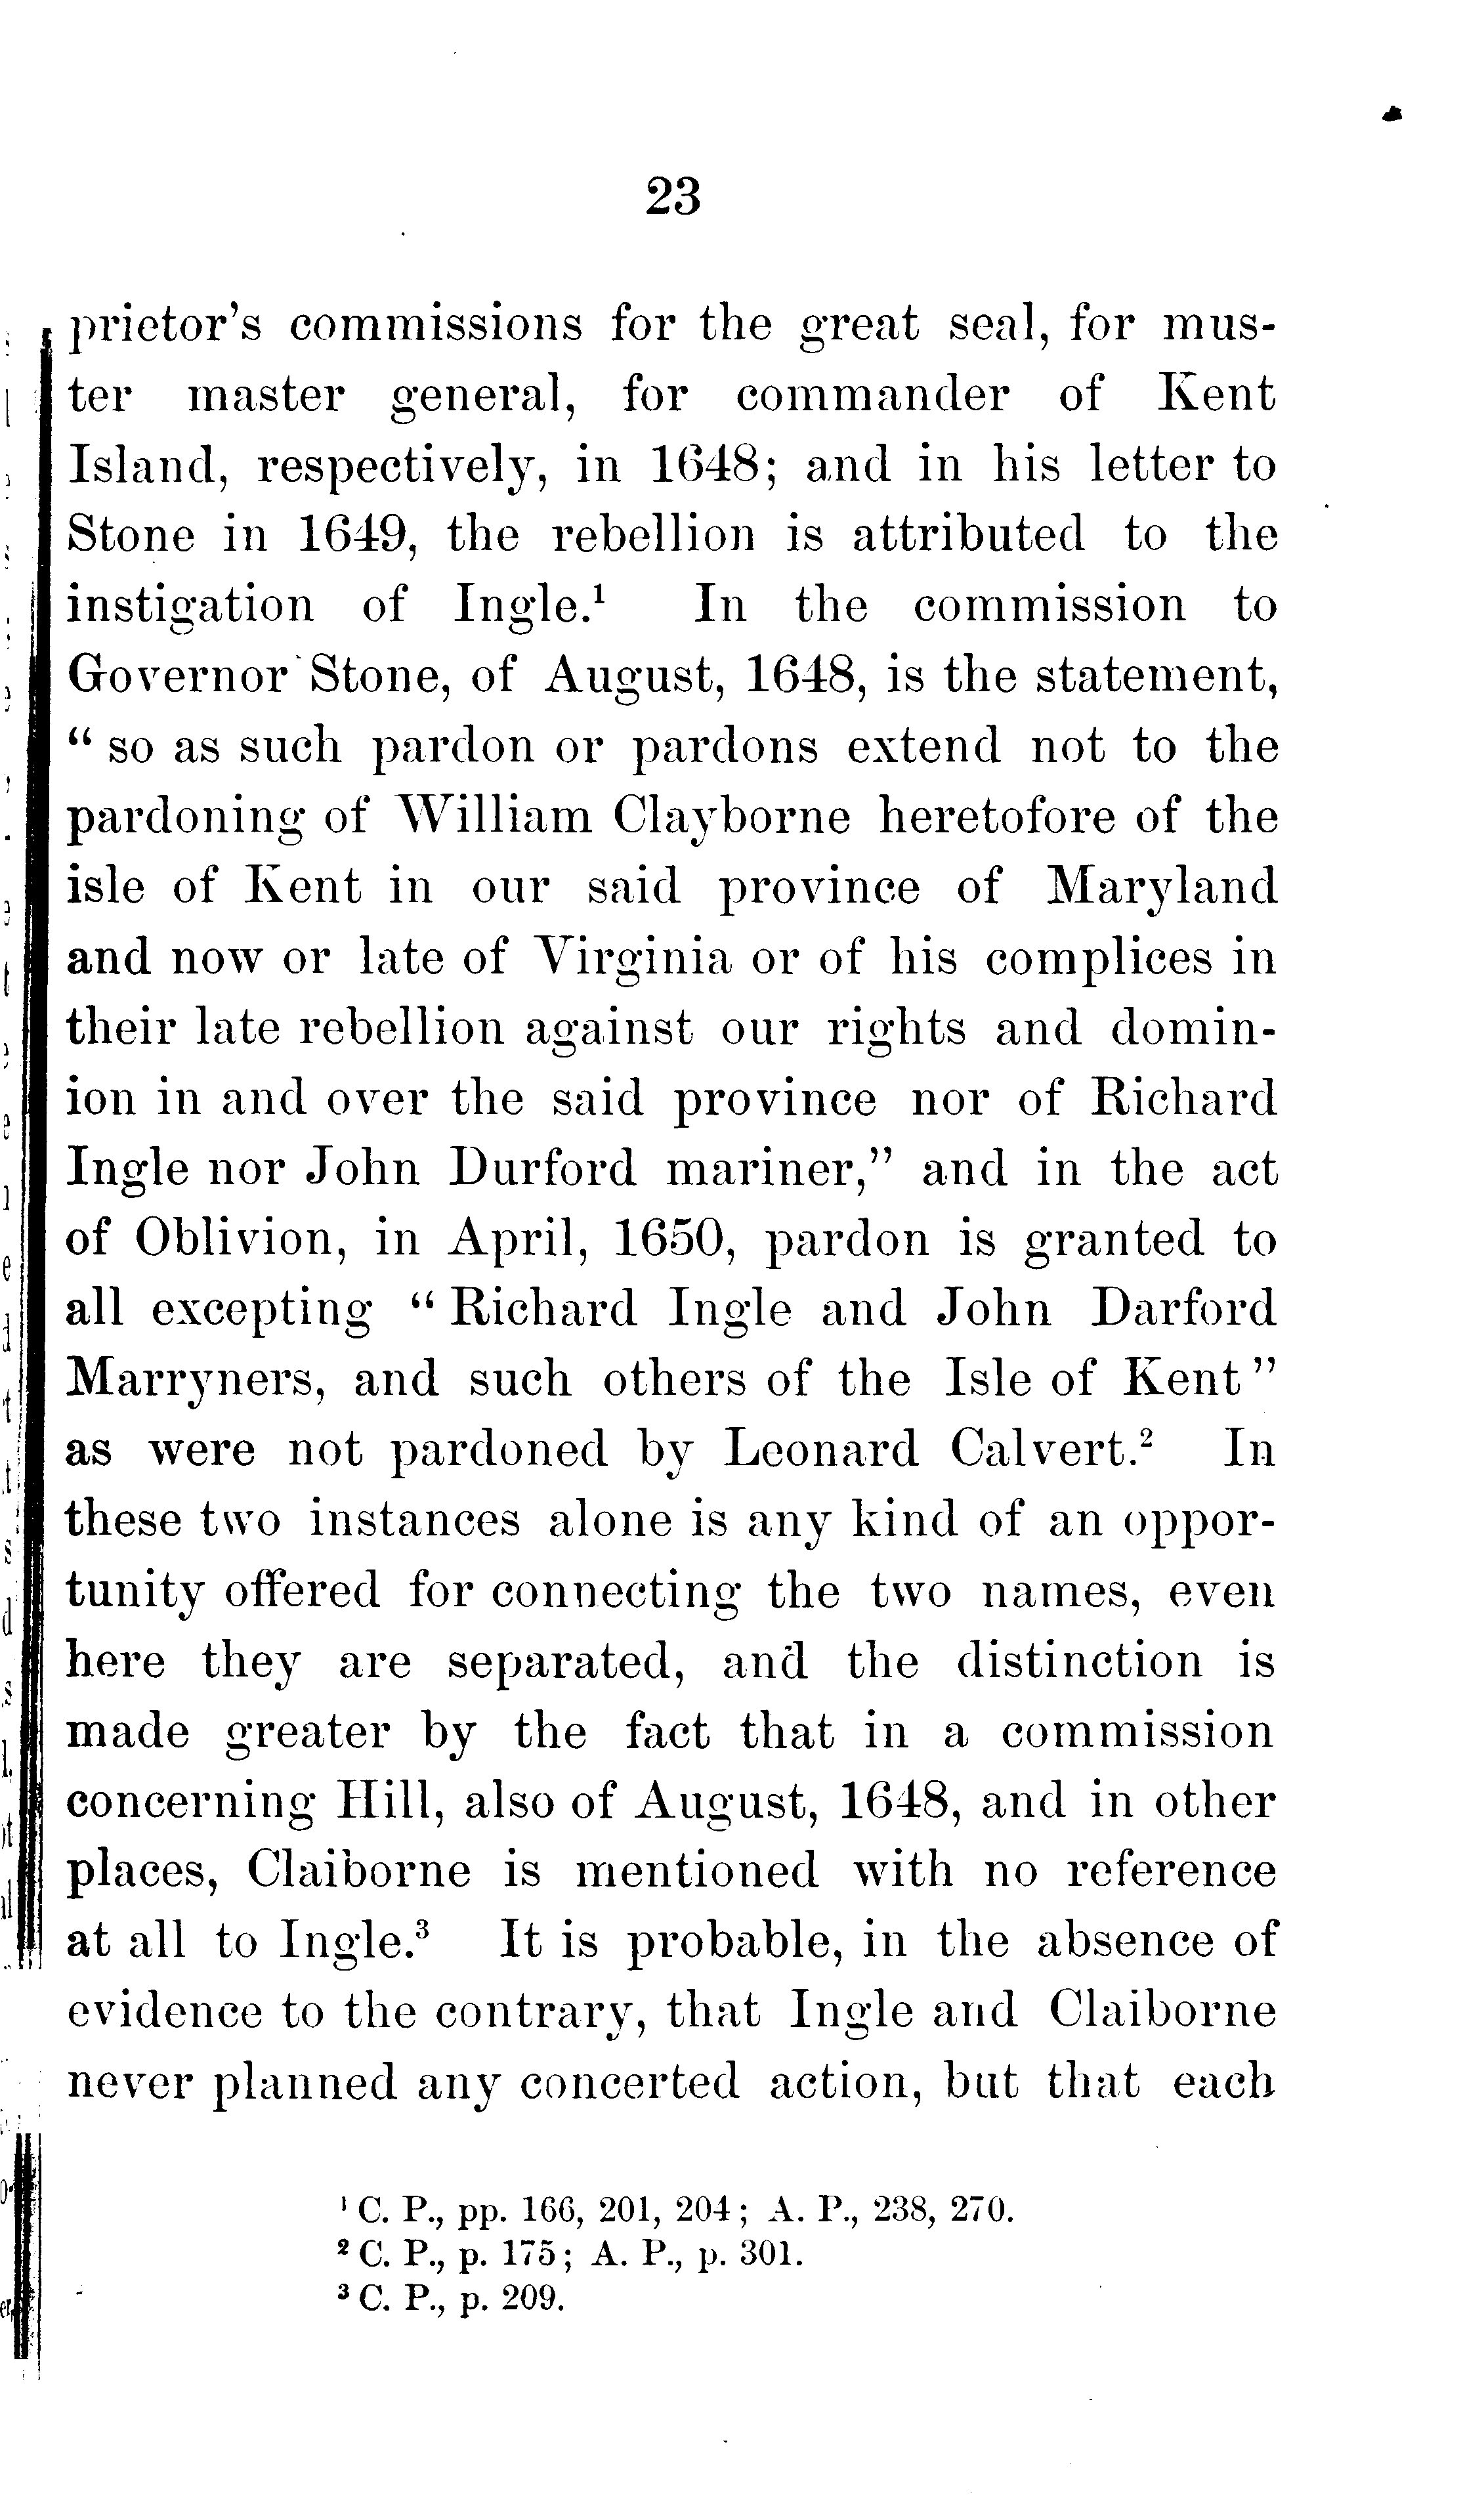 23
prietor's commissions for the great seal, for mus-
ter master general, for commander of Kent
Island, respectively, in 1648; and in his letter to
Stone in 1649, the rebellion is attributed to the
instigation of Ingle.¹ In the commission to
Governor Stone, of August, 1648, is the statement,
“ so as such pardon or pardons extend not to the
pardoning of William Clayborne heretofore of the
isle of Kent in our said province of Maryland
and now or late of Virginia or of his complices in
their late rebellion against our rights and domin-
ion in and over the said province nor of Richard
Ingle nor John Durford mariner,” and in the act
of Oblivion, in April, 1650, pardon is granted to
all excepting “ Richard Ingle and John Darford
Marryners, and such others of the Isle of Kent ”
as were not pardoned by Leonard Calvert.² In
these two instances alone is any kind of an oppor-
tunity offered for connecting the two names, even
here they are separated, and the distinction is
made greater by the fact that in a commission
concerning Hill, also of August, 1648, and in other
places, Claiborne is mentioned with no reference
at all to Ingle.³ It is probable, in the absence of
evidence to the contrary, that Ingle and Claiborne
never planned any concerted action, but that each
¹ C. P., pp. 166, 201, 204; A. P., 238, 270.
² C. P., p. 175; A. P., p. 301.
³ C. P., p. 209.